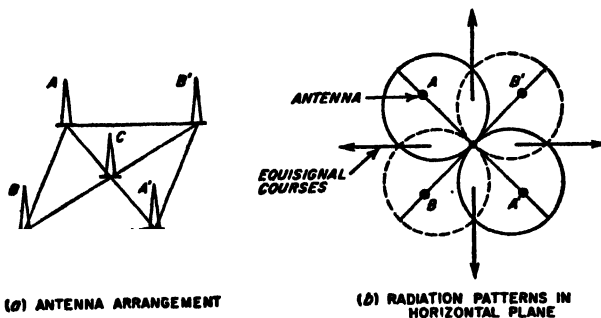 A
B'
C
B
A'
(a) ANTENNA ARRANGEMENT
ANTENNA
A
B'
EQUISIGNAL
COURSES
B
A'
(b) RADIATION PATTERNS IN
HORIZONTAL PLANE